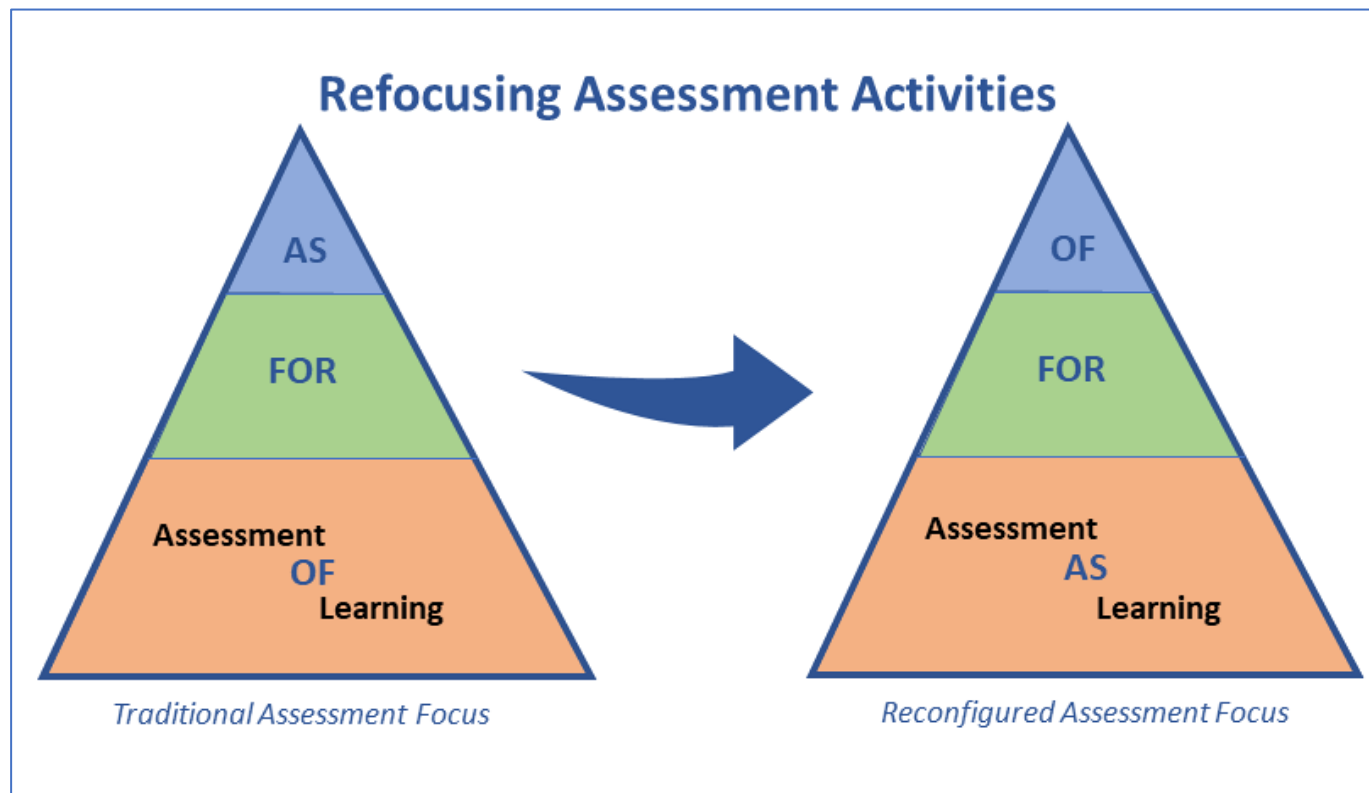 Refocusing Assessment Activities
AS
FOR
Assessment
OF
Learning
Traditional Assessment Focus
OF
FOR
Assessment
AS
Learning
Reconfigured Assessment Focus